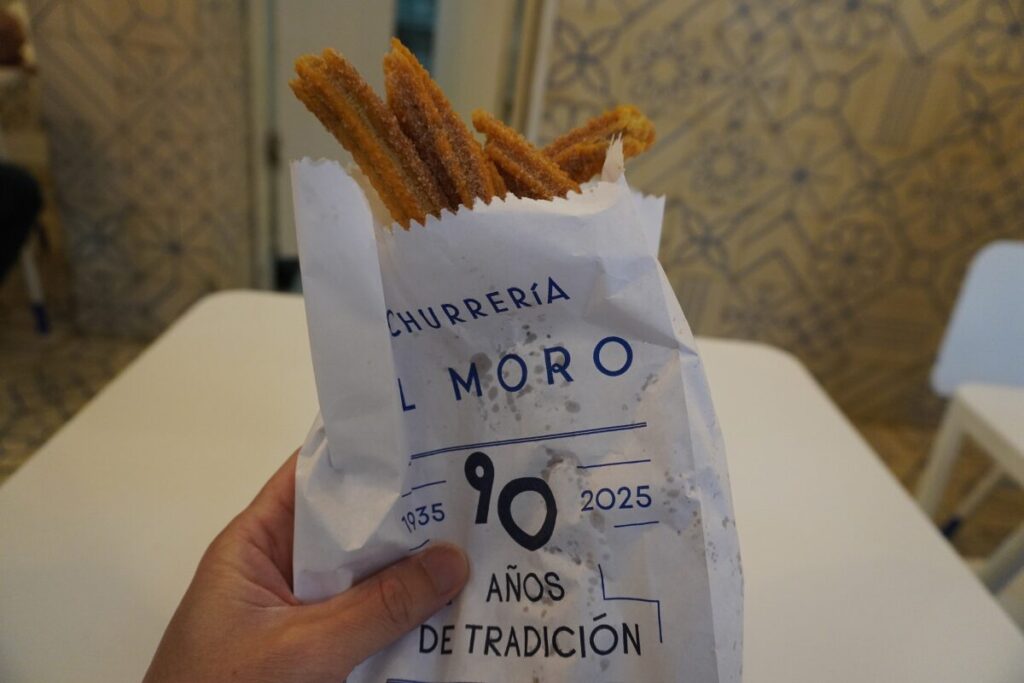 CHURRERÍA
L MORO
1935 90 2025
AÑOS
DE TRADICIÓN